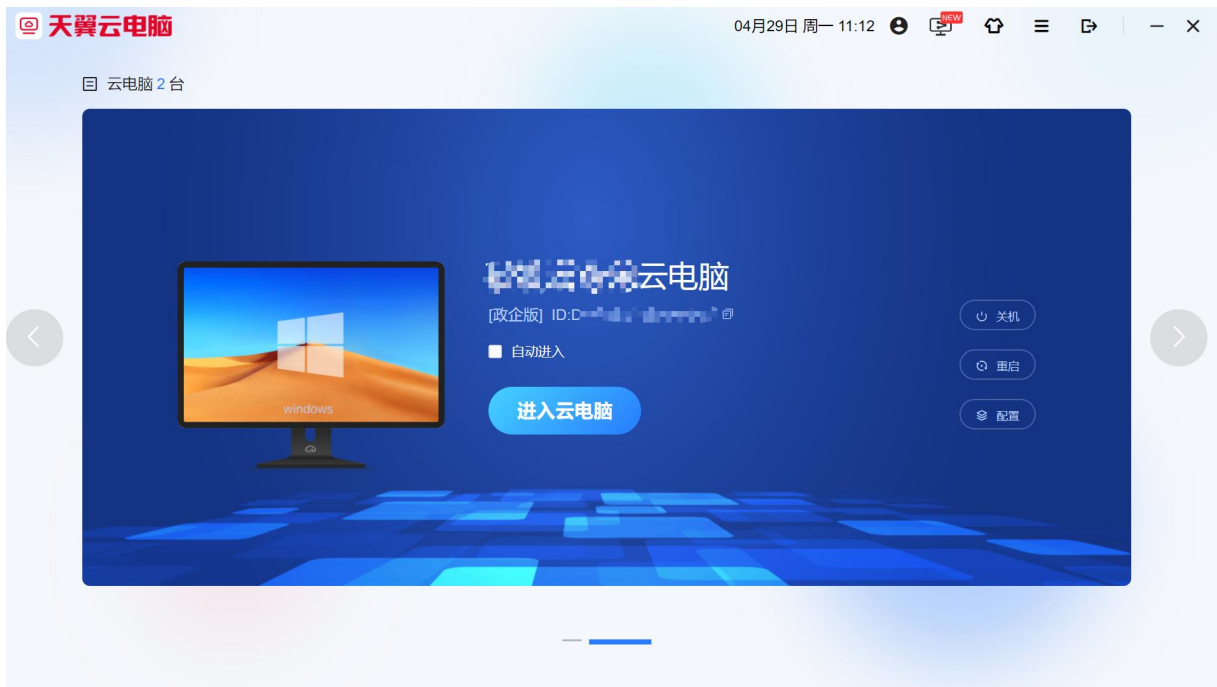 天翼云电脑
04月29日 周一 11:12
NEW
云电脑 2 台
云电脑
[政企版] ID:D
自动进入
进入云电脑
关机
重启
配置
windows